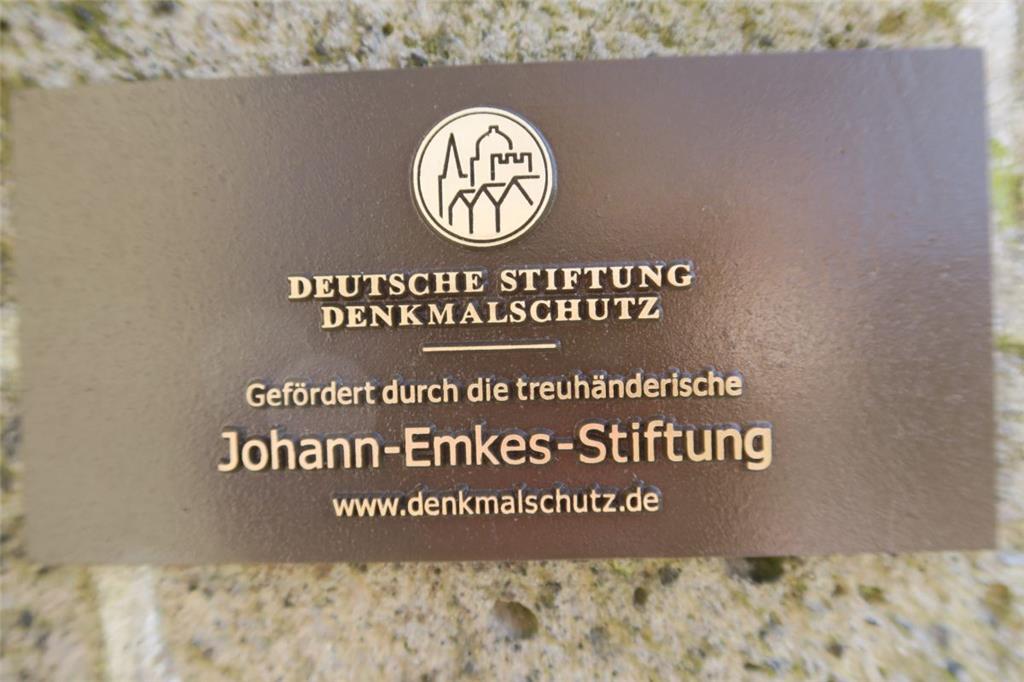 DEUTSCHE STIFTUNG
DENKMALSCHUTZ
Gefördert durch die treuhänderische
Johann-Emkes-Stiftung
www.denkmalschutz.de